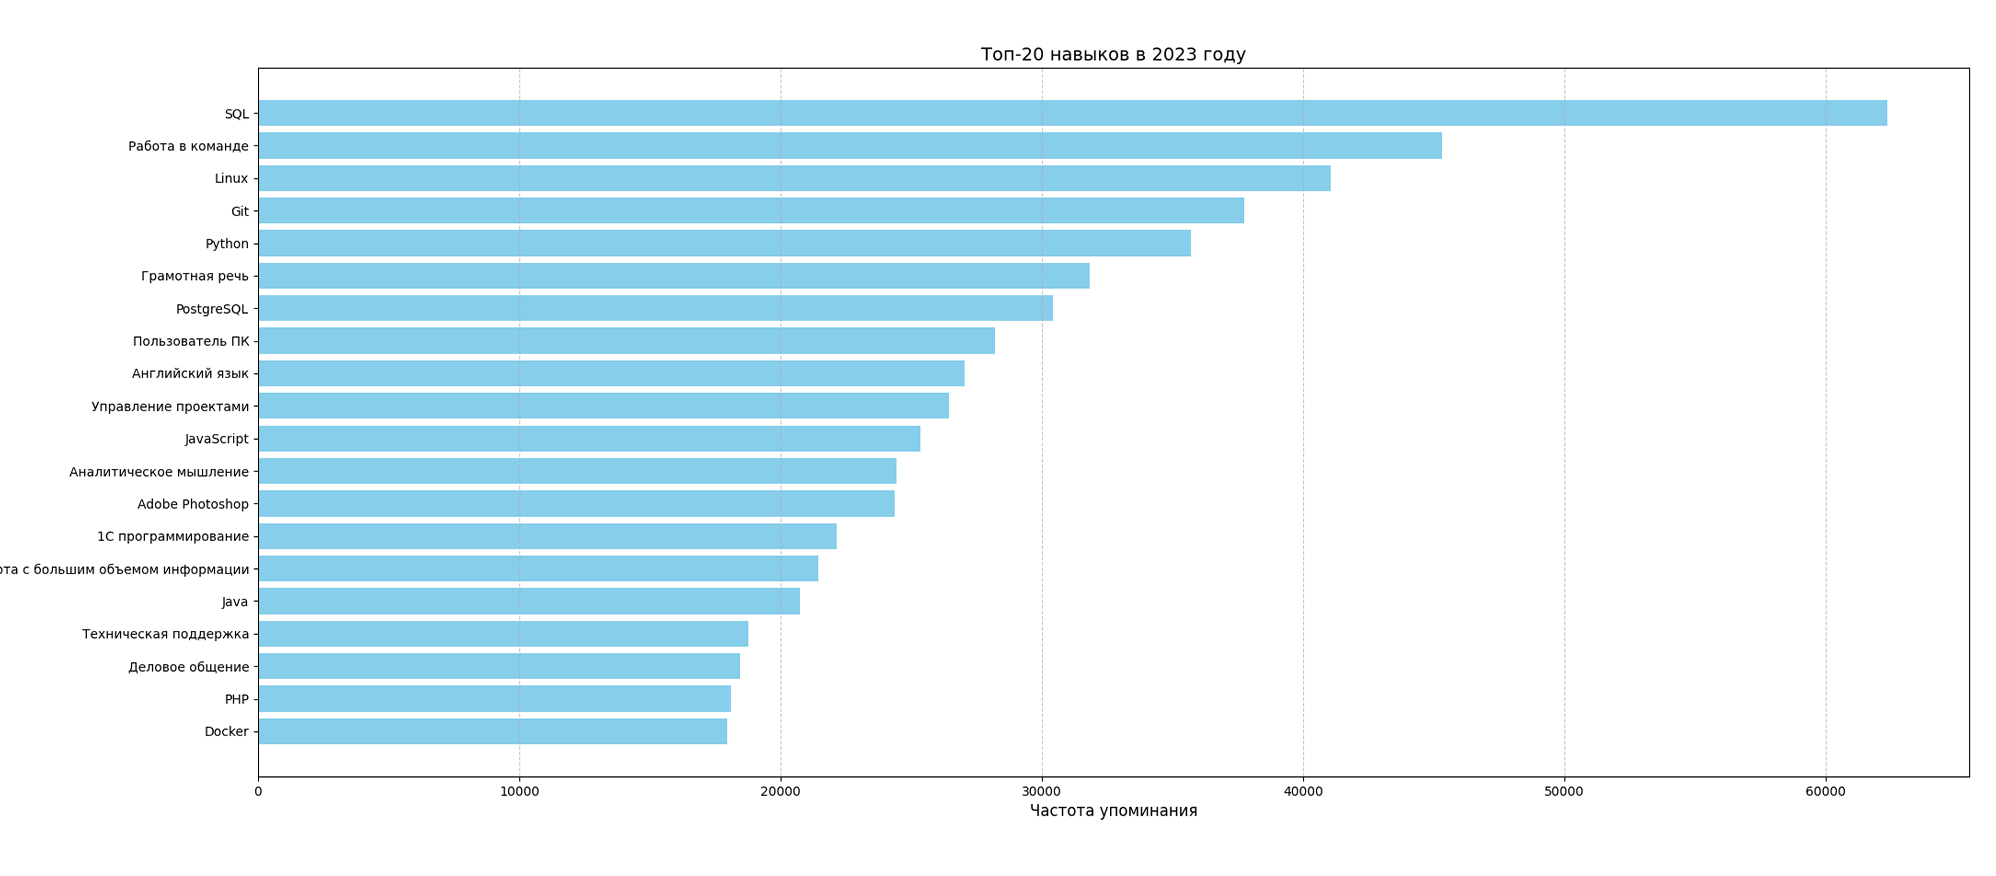 Топ-20 навыков в 2023 году
SQL
Работа в команде
Linux
Git
Python
Грамотная речь
PostgreSQL
Пользователь ПК
Английский язык
Управление проектами
JavaScript
Аналитическое мышление
Adobe Photoshop
1С программирование
ота с большим объемом информации
Java
Техническая поддержка
Деловое общение
PHP
Docker
0 10000 20000 30000 40000 50000 60000
Частота упоминания